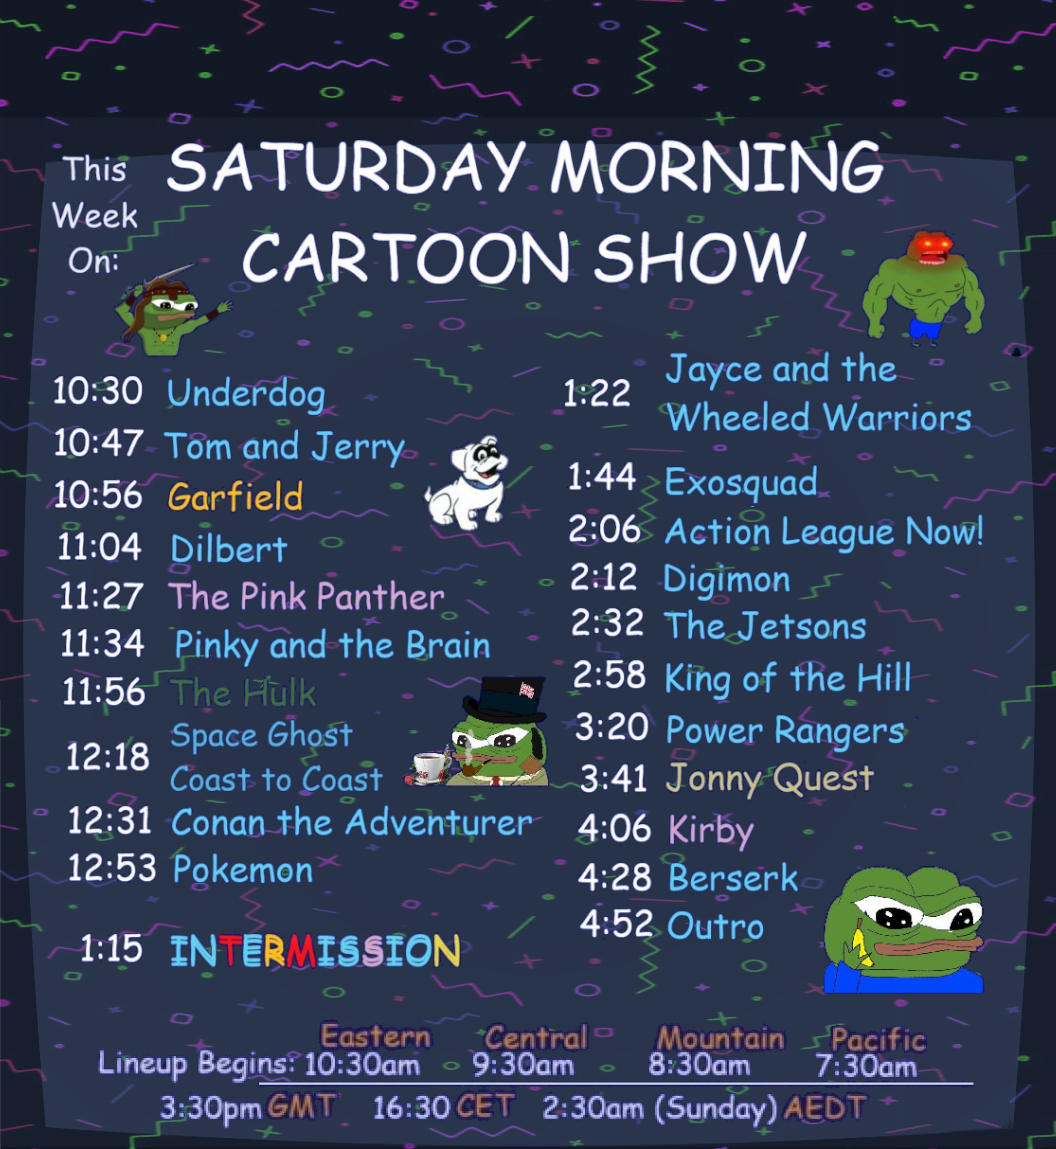 This
Week
On:
SATURDAY MORNING
CARTOON SHOW
10:30 Underdog
10:47 Tom and Jerry
10:56 Garfield
11:04 Dilbert
11:27 The Pink Panther
11:34 Pinky and the Brain
11:56 The Hulk
12:18 Space Ghost
Coast to Coast
12:31 Conan the Adventurer
12:53 Pokemon
1:15 INTERMISSION
1:22 Jayce and the
Wheeled Warriors
1:44 Exosquad
2:06 Action League Now!
2:12 Digimon
2:32 The Jetsons
2:58 King of the Hill
3:20 Power Rangers
3:41 Jonny Quest
4:06 Kirby
4:28 Berserk
4:52 Outro
Eastern Central Mountain Pacific
Lineup Begins: 10:30am 9:30am 8:30am 7:30am
3:30pm GMT 16:30 CET 2:30am (Sunday) AEDT